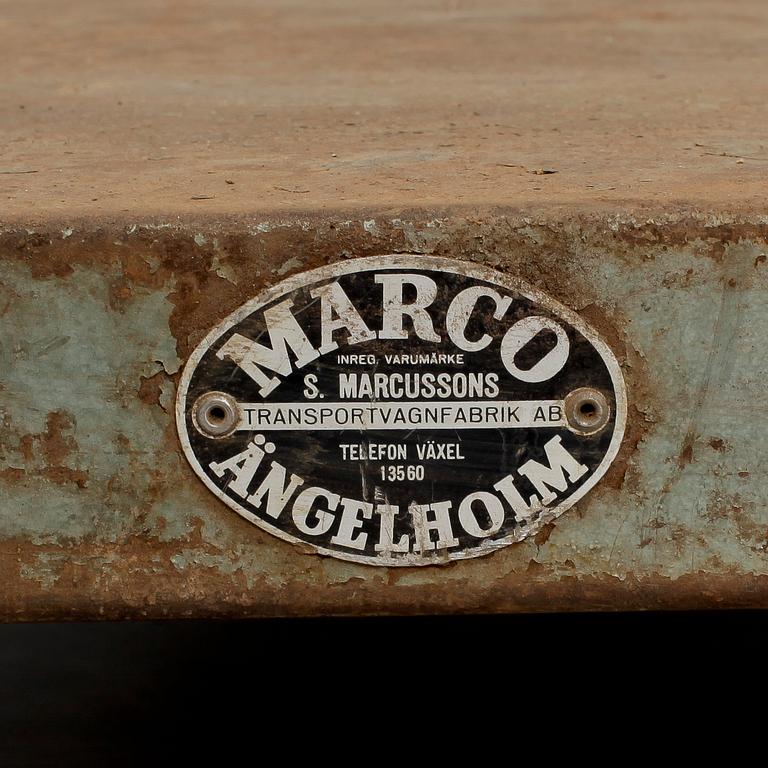 MARCO
INREG. VARUMÄRKE
S. MARCUSSONS
TRANSPORTVAGNFABRIK AB
TELEFON VÄXEL
13560
ÄNGELHOLM